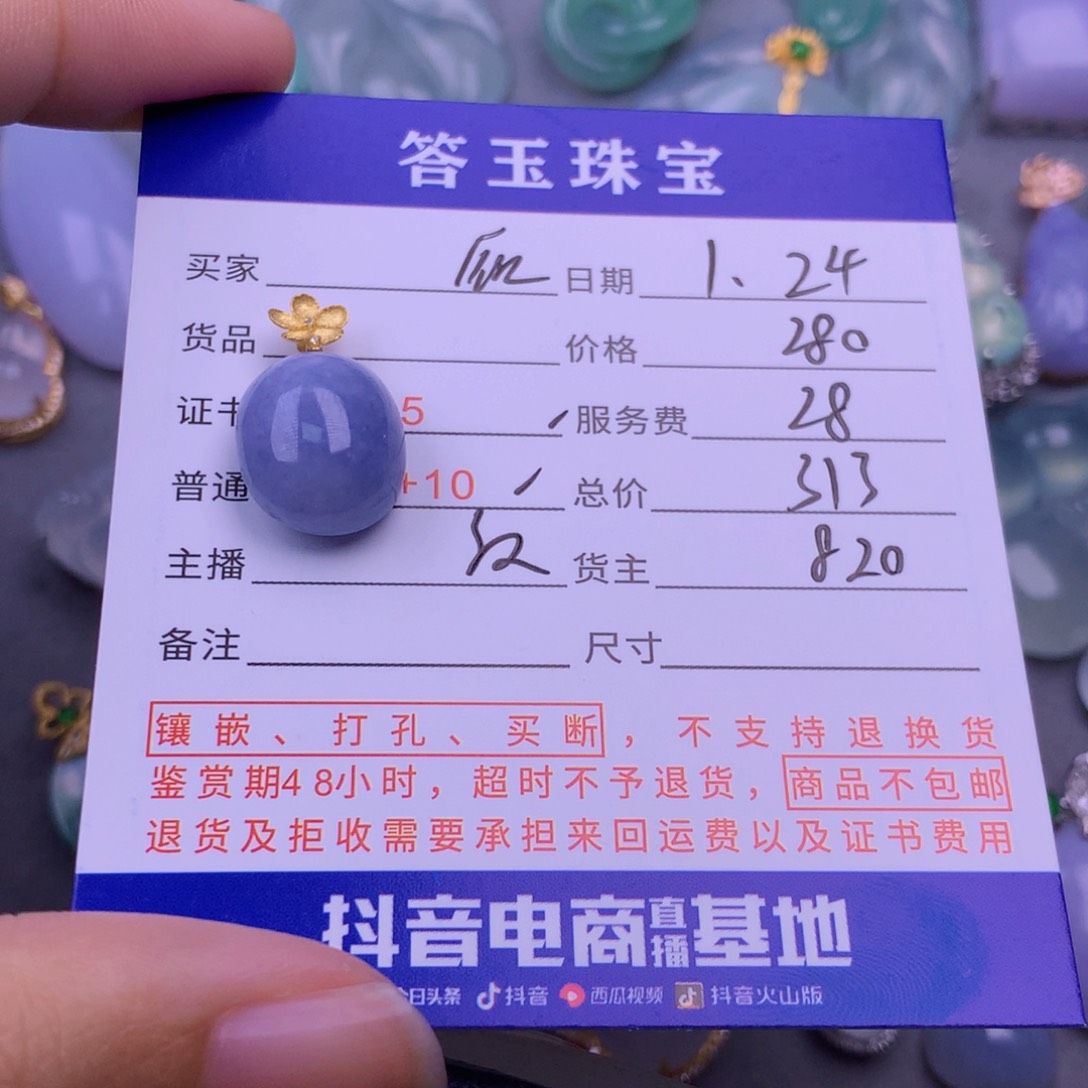 答玉珠宝
买家 日期 1、24
货品 价格 280
证书 5 服务费 28
普通 +10 总价 313
主播 红 货主 820
备注 尺寸
镶嵌、打孔、买断，不支持退换货
鉴赏期48小时，超时不予退货，商品不包邮
退货及拒收需要承担来回运费以及证书费用
抖音电商直播基地
今日头条 抖音 西瓜视频 抖音火山版